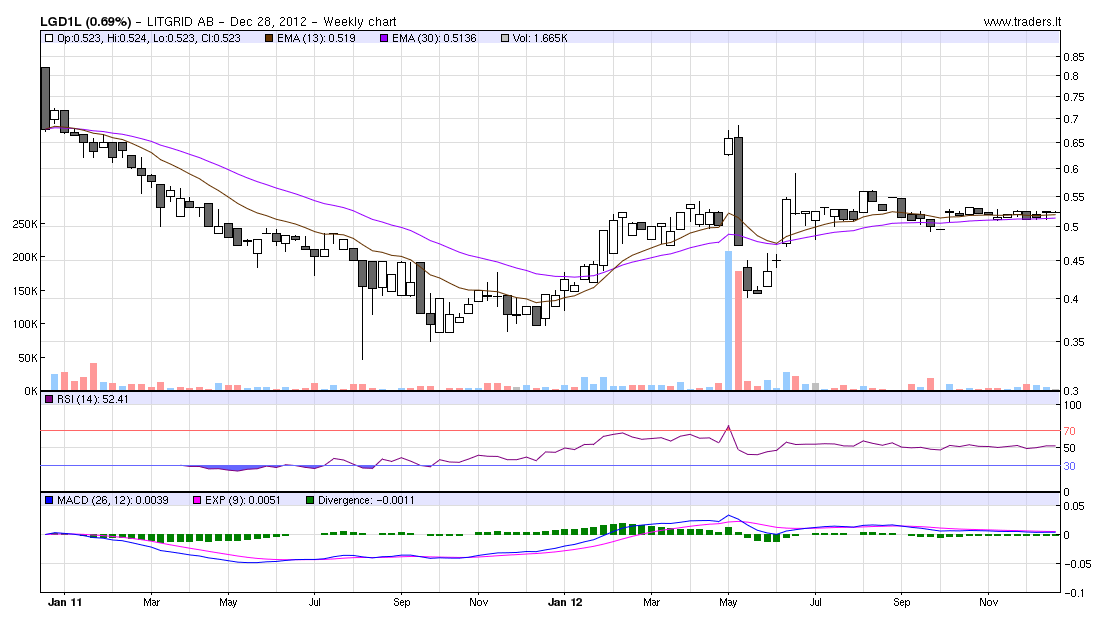 LGD1L (0.69%) - LITGRID AB - Dec 28, 2012 - Weekly chart www.traders.lt
Op:0.523, Hi:0.524, Lo:0.523, Cl:0.523 EMA (13): 0.519 EMA (30): 0.5136 Vol: 1.665K
0.85
0.8
0.75
0.7
0.65
0.6
0.55
250K 0.5
200K 0.45
150K 0.4
100K
50K 0.35
0K 0.3
RSI (14): 52.41 100
70
50
30
0
MACD (26, 12): 0.0039 EXP (9): 0.0051 Divergence: -0.0011 0.05
0
-0.05
-0.1
Jan 11 Mar May Jul Sep Nov Jan 12 Mar May Jul Sep Nov